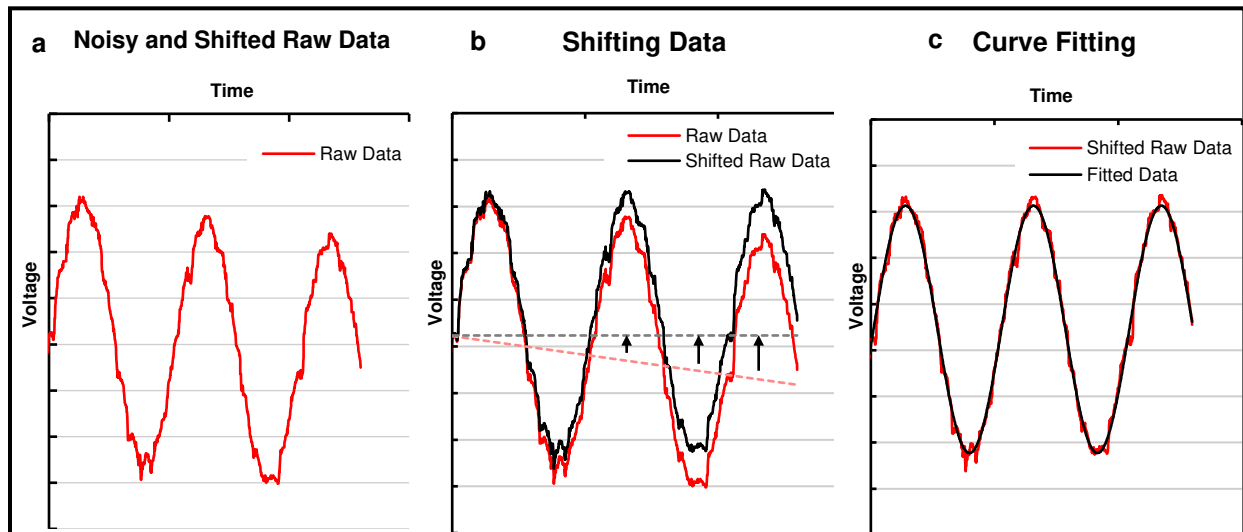 a Noisy and Shifted Raw Data
Time
Raw Data
Voltage
b Shifting Data
Time
Raw Data
Shifted Raw Data
Voltage
c Curve Fitting
Time
Shifted Raw Data
Fitted Data
Voltage